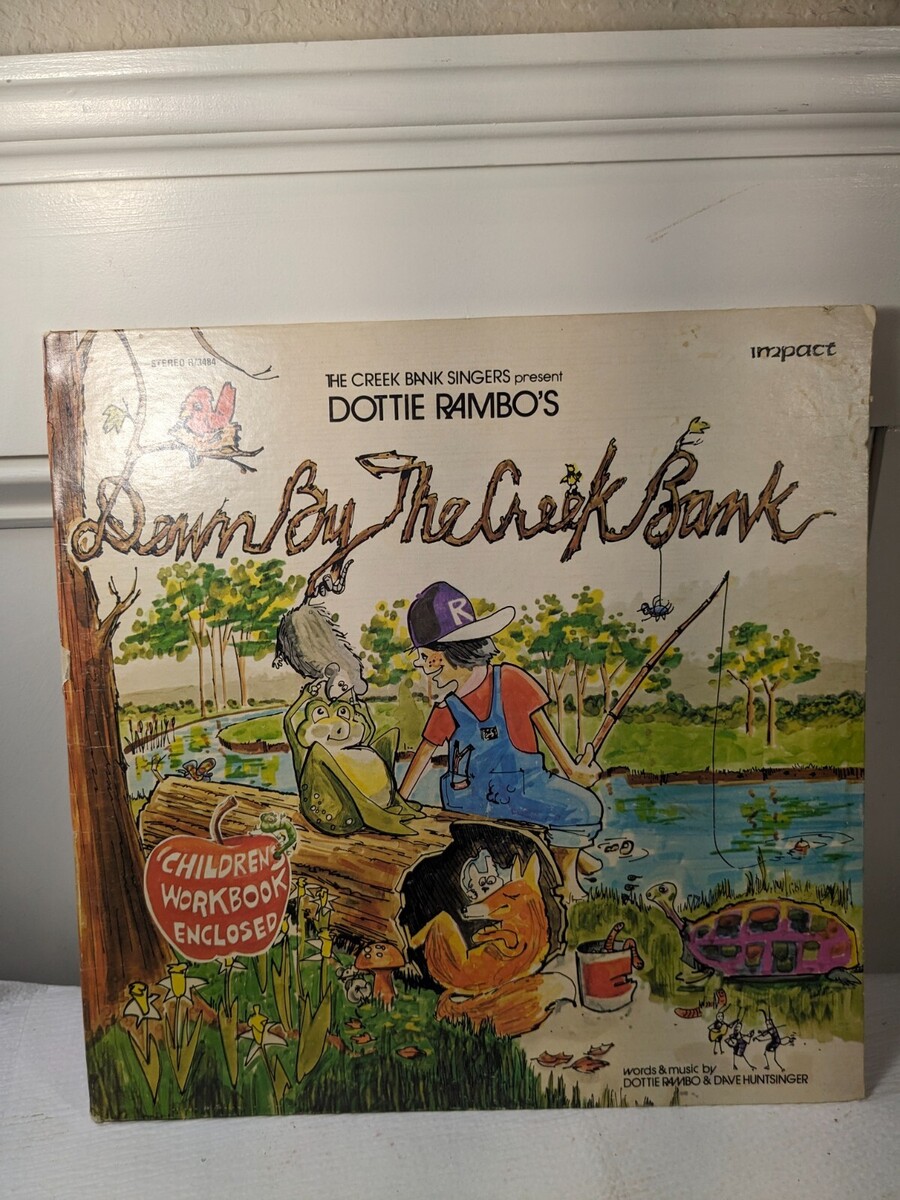 STEREO R3484
impact
THE CREEK BANK SINGERS present
DOTTIE RAMBO'S
Down By The Creek Bank
R
'CHILDREN'S
WORKBOOK
ENCLOSED
words & music by
DOTTIE RAMBO & DAVE HUNTSINGER